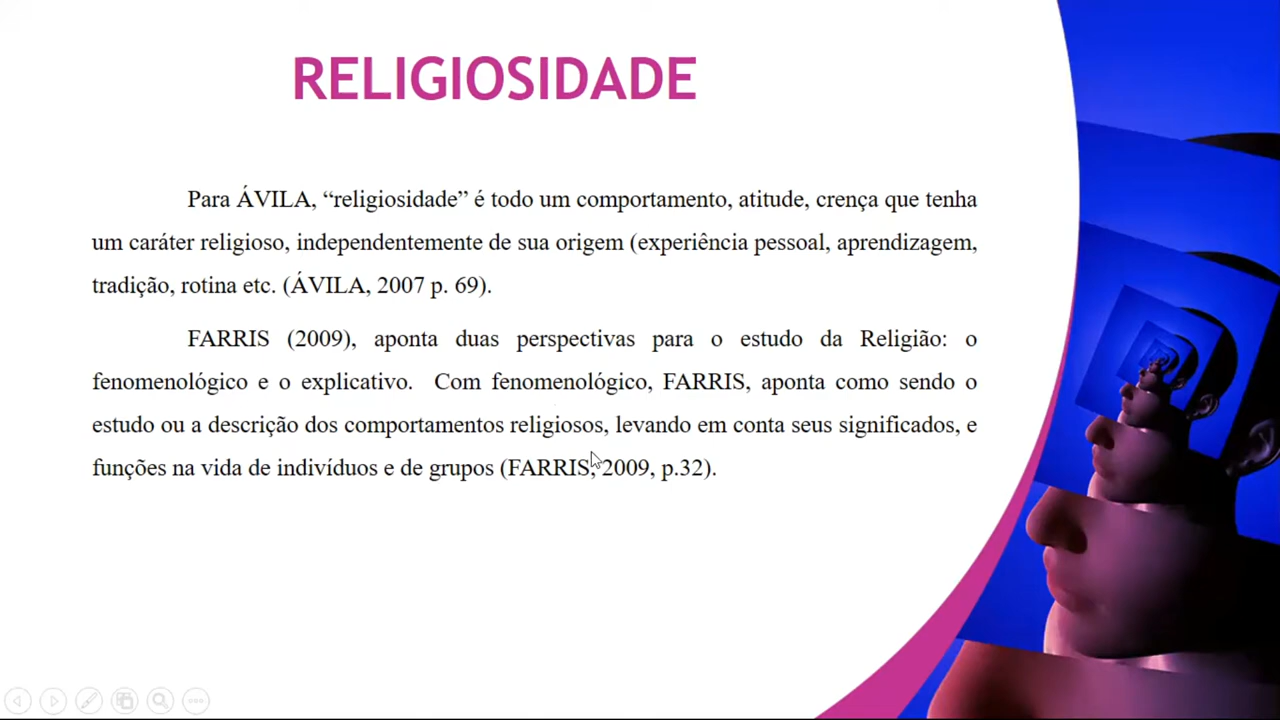 RELIGIOSIDADE
Para ÁVILA, “religiosidade” é todo um comportamento, atitude, crença que tenha
um caráter religioso, independentemente de sua origem (experiência pessoal, aprendizagem,
tradição, rotina etc. (ÁVILA, 2007 p. 69).
FARRIS (2009), aponta duas perspectivas para o estudo da Religião: o
fenomenológico e o explicativo. Com fenomenológico, FARRIS, aponta como sendo o
estudo ou a descrição dos comportamentos religiosos, levando em conta seus significados, e
funções na vida de indivíduos e de grupos (FARRIS, 2009, p.32).